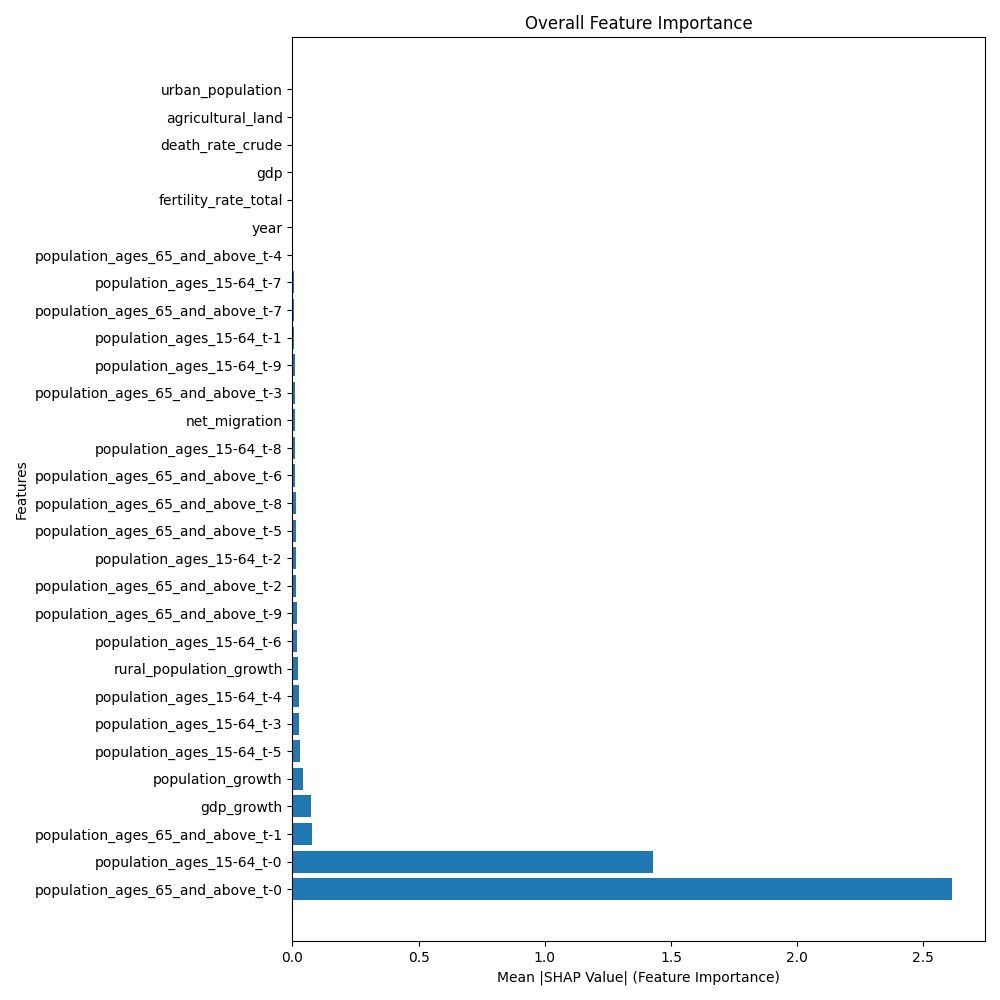 Overall Feature Importance
urban_population
agricultural_land
death_rate_crude
gdp
fertility_rate_total
year
population_ages_65_and_above_t-4
population_ages_15-64_t-7
population_ages_65_and_above_t-7
population_ages_15-64_t-1
population_ages_15-64_t-9
population_ages_65_and_above_t-3
net_migration
population_ages_15-64_t-8
population_ages_65_and_above_t-6
population_ages_65_and_above_t-8
population_ages_65_and_above_t-5
population_ages_15-64_t-2
population_ages_65_and_above_t-2
population_ages_65_and_above_t-9
population_ages_15-64_t-6
rural_population_growth
population_ages_15-64_t-4
population_ages_15-64_t-3
population_ages_15-64_t-5
population_growth
gdp_growth
population_ages_65_and_above_t-1
population_ages_15-64_t-0
population_ages_65_and_above_t-0
Features
0.0 0.5 1.0 1.5 2.0 2.5
Mean |SHAP Value| (Feature Importance)